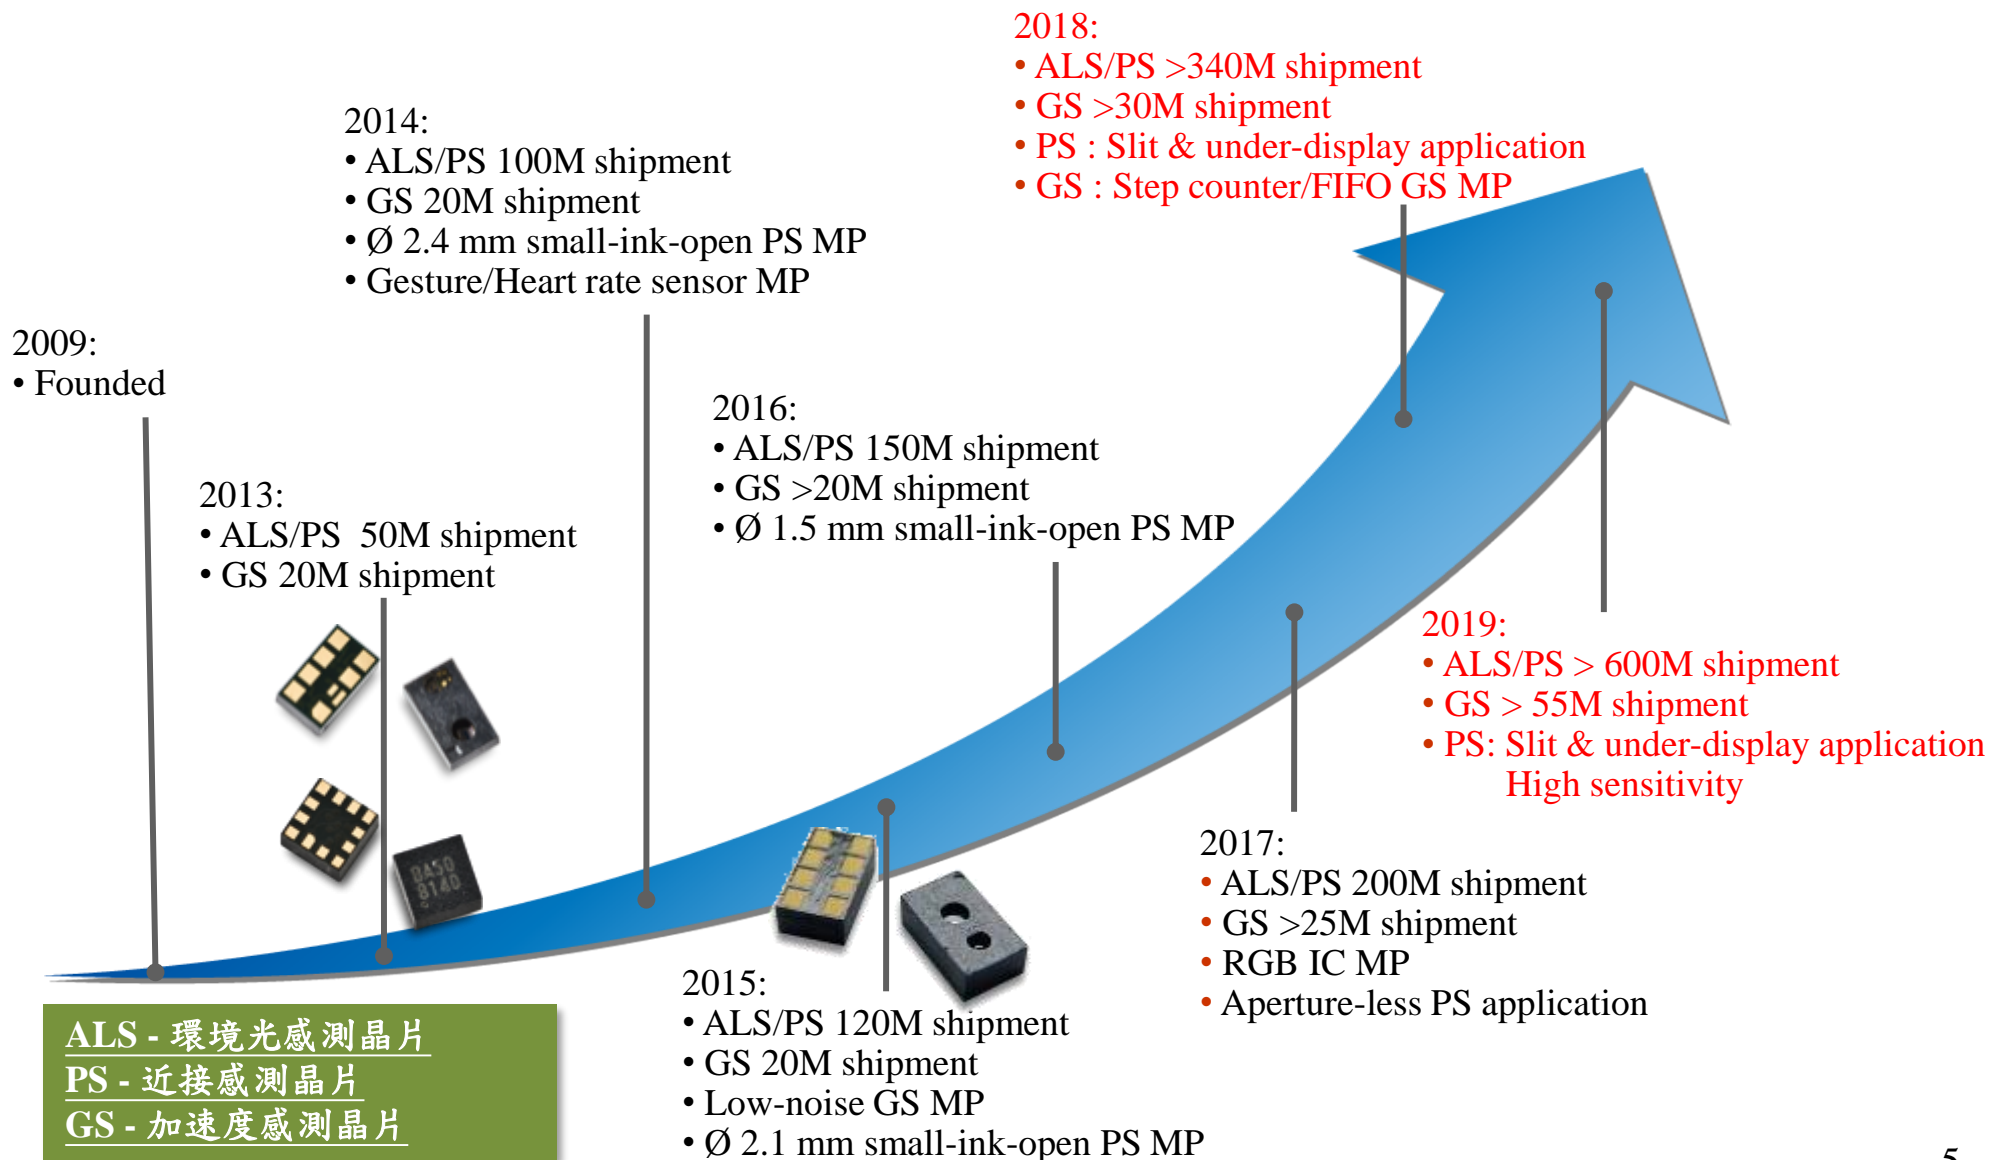 2009:
• Founded
2013:
• ALS/PS 50M shipment
• GS 20M shipment
2014:
• ALS/PS 100M shipment
• GS 20M shipment
• Ø 2.4 mm small-ink-open PS MP
• Gesture/Heart rate sensor MP
2015:
• ALS/PS 120M shipment
• GS 20M shipment
• Low-noise GS MP
• Ø 2.1 mm small-ink-open PS MP
2016:
• ALS/PS 150M shipment
• GS >20M shipment
• Ø 1.5 mm small-ink-open PS MP
2017:
• ALS/PS 200M shipment
• GS >25M shipment
• RGB IC MP
• Aperture-less PS application
2018:
• ALS/PS >340M shipment
• GS >30M shipment
• PS : Slit & under-display application
• GS : Step counter/FIFO GS MP
2019:
• ALS/PS > 600M shipment
• GS > 55M shipment
• PS: Slit & under-display application
High sensitivity
8140
ALS - 環境光感測晶片
PS - 近接感測晶片
GS - 加速度感測晶片
5